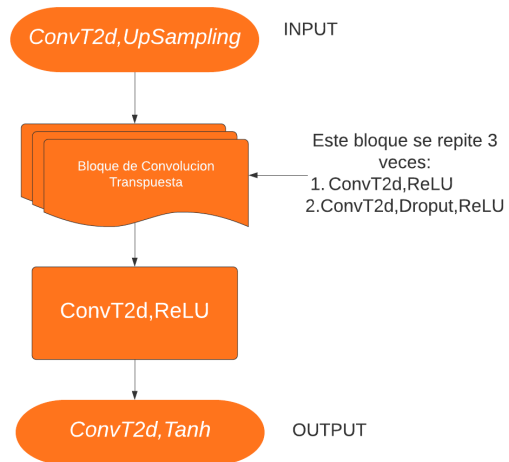 ConvT2d,UpSampling
INPUT
Bloque de Convolucion
Transpuesta
Este bloque se repite 3
veces:
1. ConvT2d,ReLU
2.ConvT2d,Droput,ReLU
ConvT2d,ReLU
ConvT2d,Tanh
OUTPUT